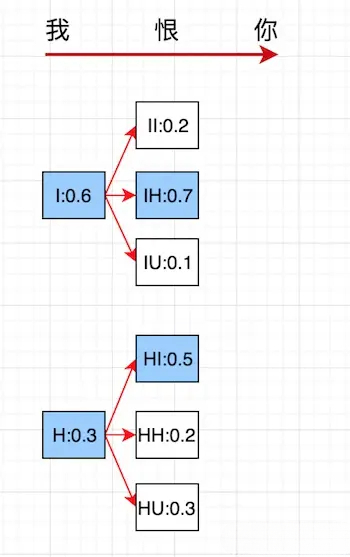 我 恨 你
II:0.2
I:0.6
IH:0.7
IU:0.1
HI:0.5
H:0.3
HH:0.2
HU:0.3